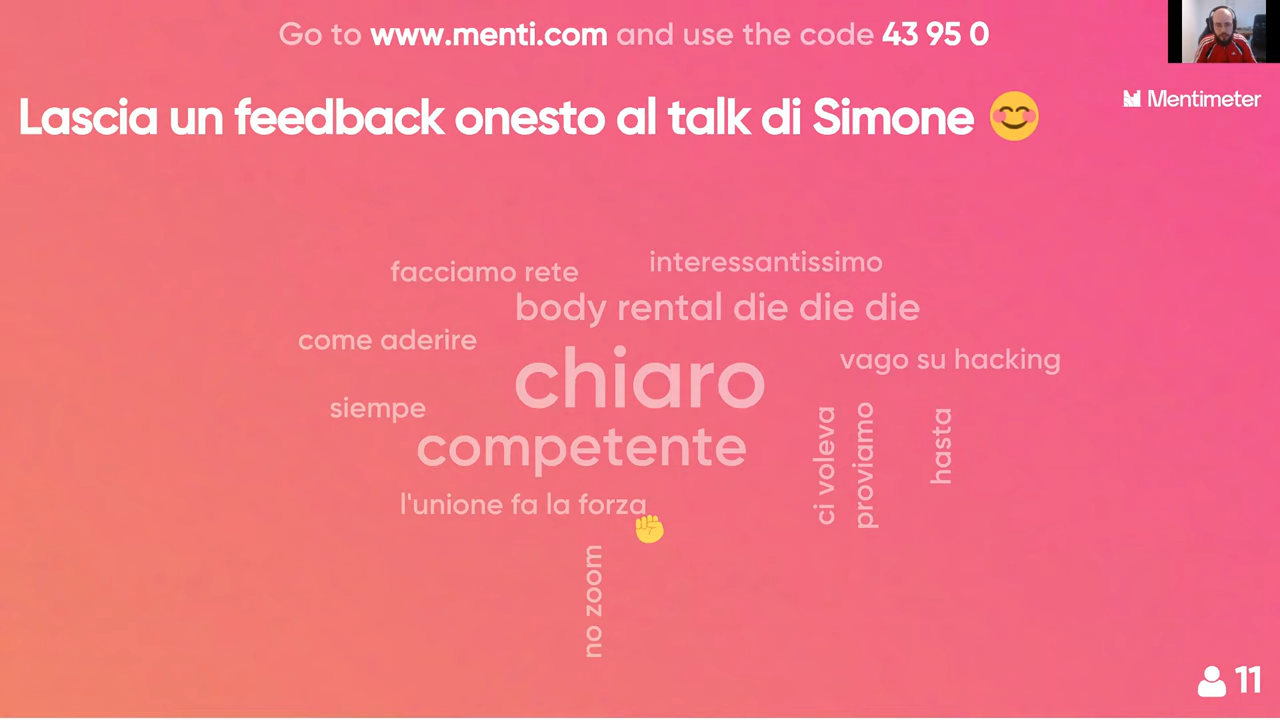 Go to www.menti.com and use the code 43 95 0
Mentimeter
Lascia un feedback onesto al talk di Simone 😊
interessantissimo
facciamo rete
body rental die die die
come aderire
vago su hacking
chiaro
siempe
ci voleva
proviamo
hasta
competente
l'unione fa la forza
✊
no zoom
11